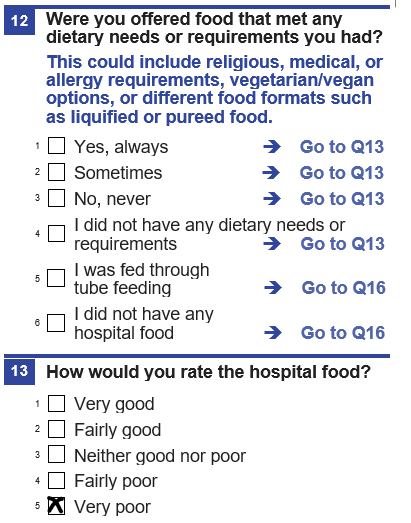 12 Were you offered food that met any
dietary needs or requirements you had?
This could include religious, medical, or
allergy requirements, vegetarian/vegan
options, or different food formats such
as liquified or pureed food.
1 Yes, always ➔ Go to Q13
2 Sometimes ➔ Go to Q13
3 No, never ➔ Go to Q13
4 I did not have any dietary needs or
requirements ➔ Go to Q13
5 I was fed through
tube feeding ➔ Go to Q16
6 I did not have any
hospital food ➔ Go to Q16
13 How would you rate the hospital food?
1 Very good
2 Fairly good
3 Neither good nor poor
4 Fairly poor
5 Very poor